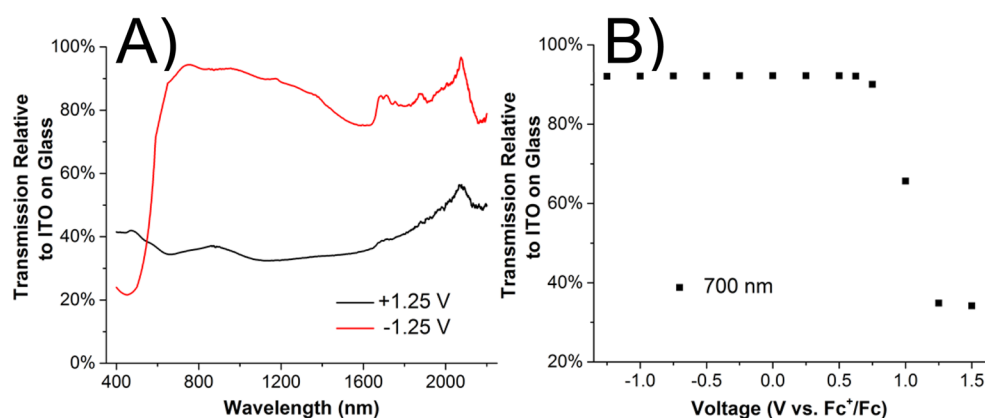 A)
Transmission Relative
to ITO on Glass
100%
80%
60%
40%
20%
0%
+1.25 V
-1.25 V
400 800 1200 1600 2000
Wavelength (nm)
B)
Transmission Relative
to ITO on Glass
100%
80%
60%
40%
20%
700 nm
-1.0 -0.5 0.0 0.5 1.0 1.5
Voltage (V vs. Fc⁺/Fc)